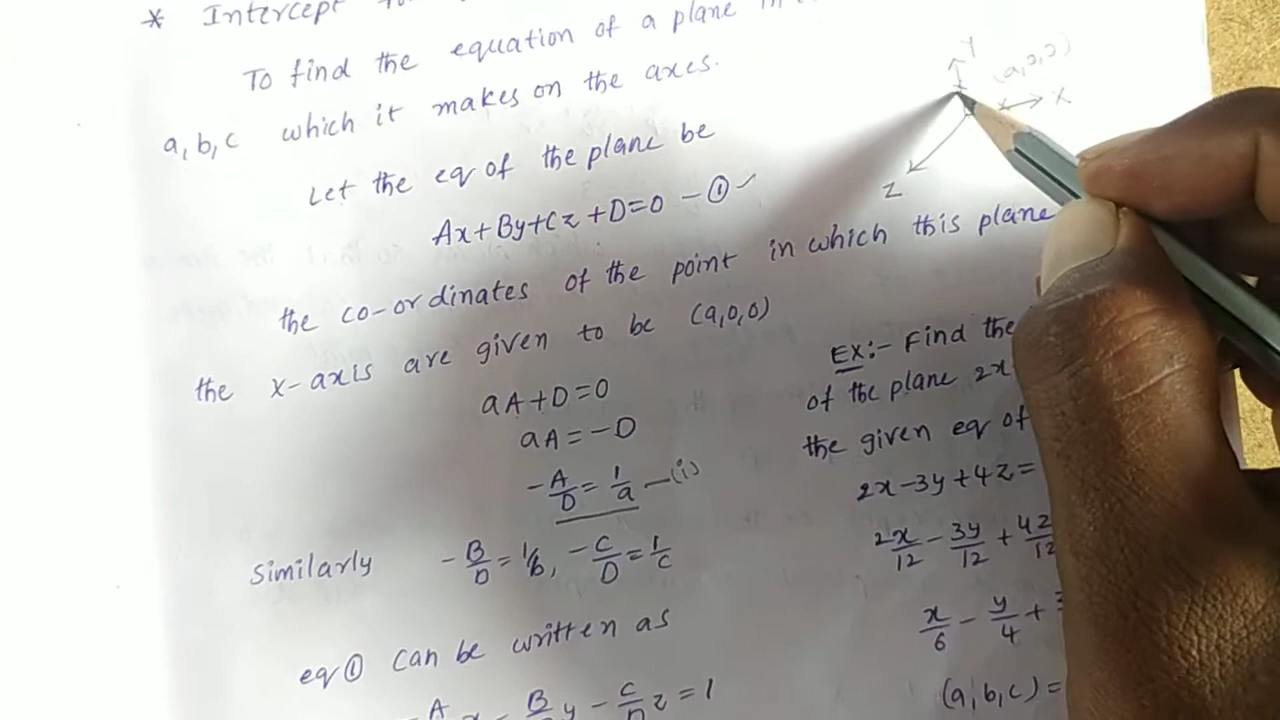 * Intercept
To find the equation of a plane
a, b, c which it makes on the axes.
Let the eq of the plane be
Ax+By+Cz+D=0 -①✓
the co-ordinates of the point in which this plane
the x-axis are given to be (a,0,0)
aA+D=0
aA=-D
-A/D=1/a -(i)
Similarly -B/D=1/b, -C/D=1/c
eq① can be written as
-A/D x - B/D y - C/D z = 1
Y
(a,0,0)
X
Z
EX:- Find the
of the plane 2x
the given eq of
2x-3y+4z=
2x/12 - 3y/12 + 4z/12
x/6 - y/4 +
(a,b,c)=